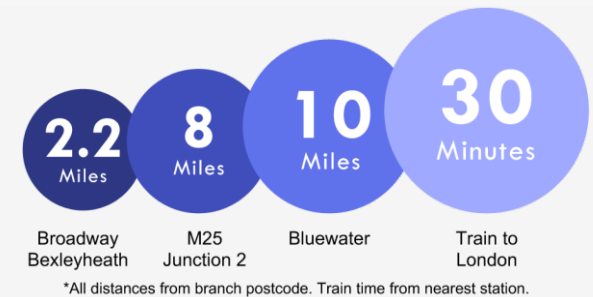 2.2
Miles
Broadway
Bexleyheath
8
Miles
M25
Junction 2
10
Miles
Bluewater
30
Minutes
Train to
London
*All distances from branch postcode. Train time from nearest station.